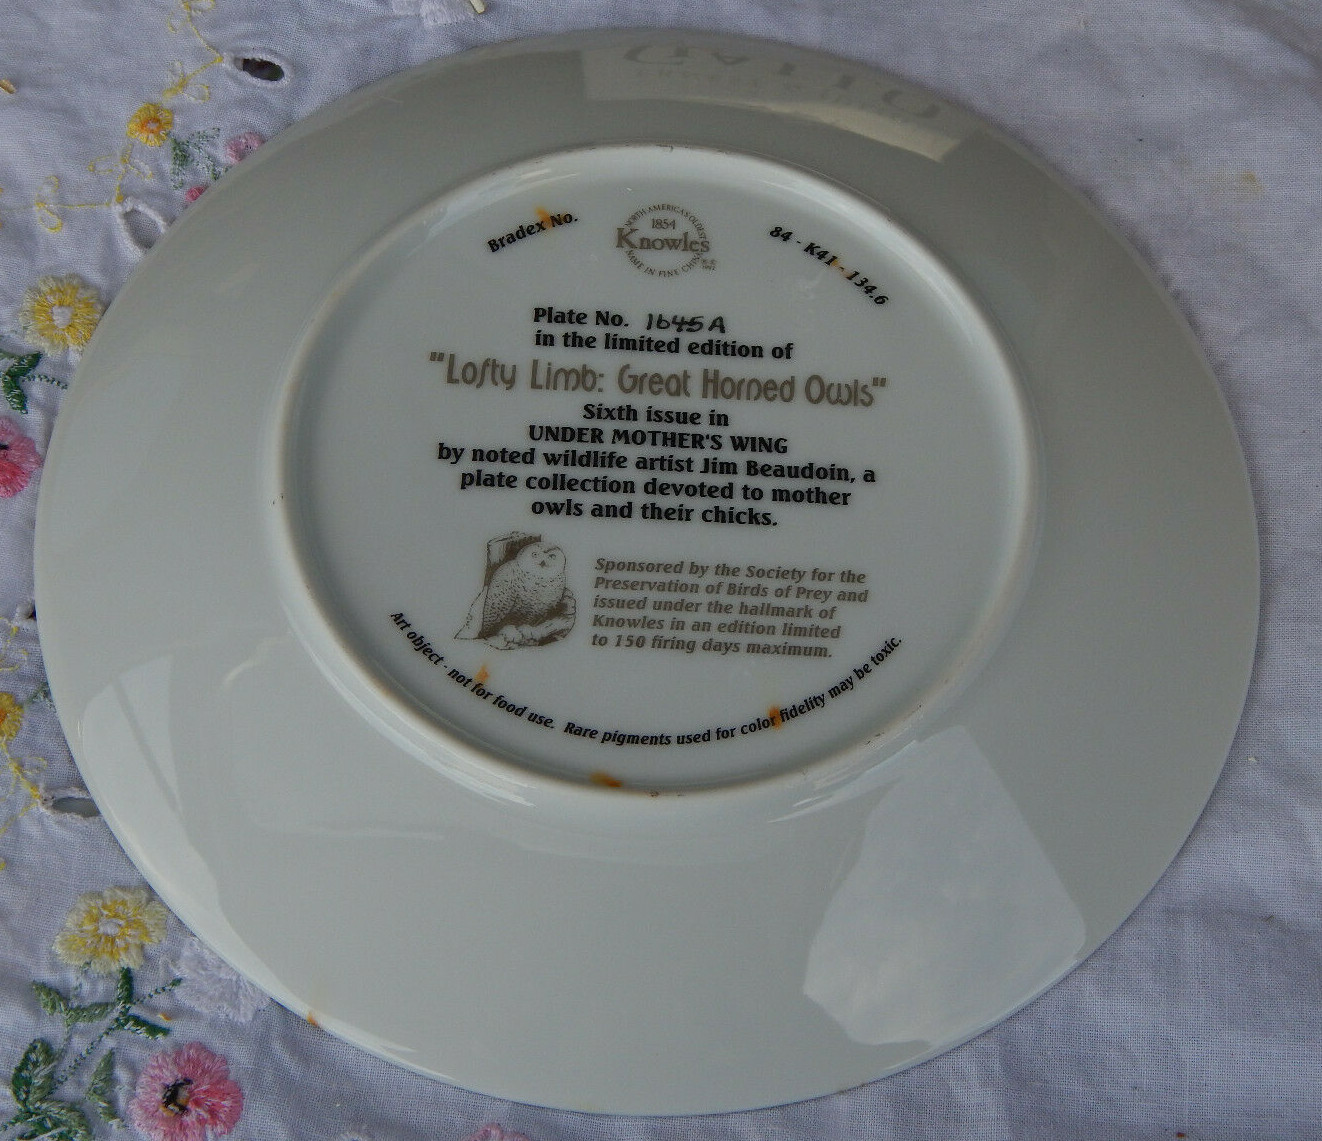 Bradex No.
NORTH AMERICA'S OLDEST
1854
Knowles
NAME IN FINE CHINA
84 - K41 - 134.6
Plate No. 1645A
in the limited edition of
"Lofty Limb: Great Horned Owls"
Sixth issue in
UNDER MOTHER'S WING
by noted wildlife artist Jim Beaudoin, a
plate collection devoted to mother
owls and their chicks.
Sponsored by the Society for the
Preservation of Birds of Prey and
issued under the hallmark of
Knowles in an edition limited
to 150 firing days maximum.
Art object - not for food use. Rare pigments used for color fidelity may be toxic.